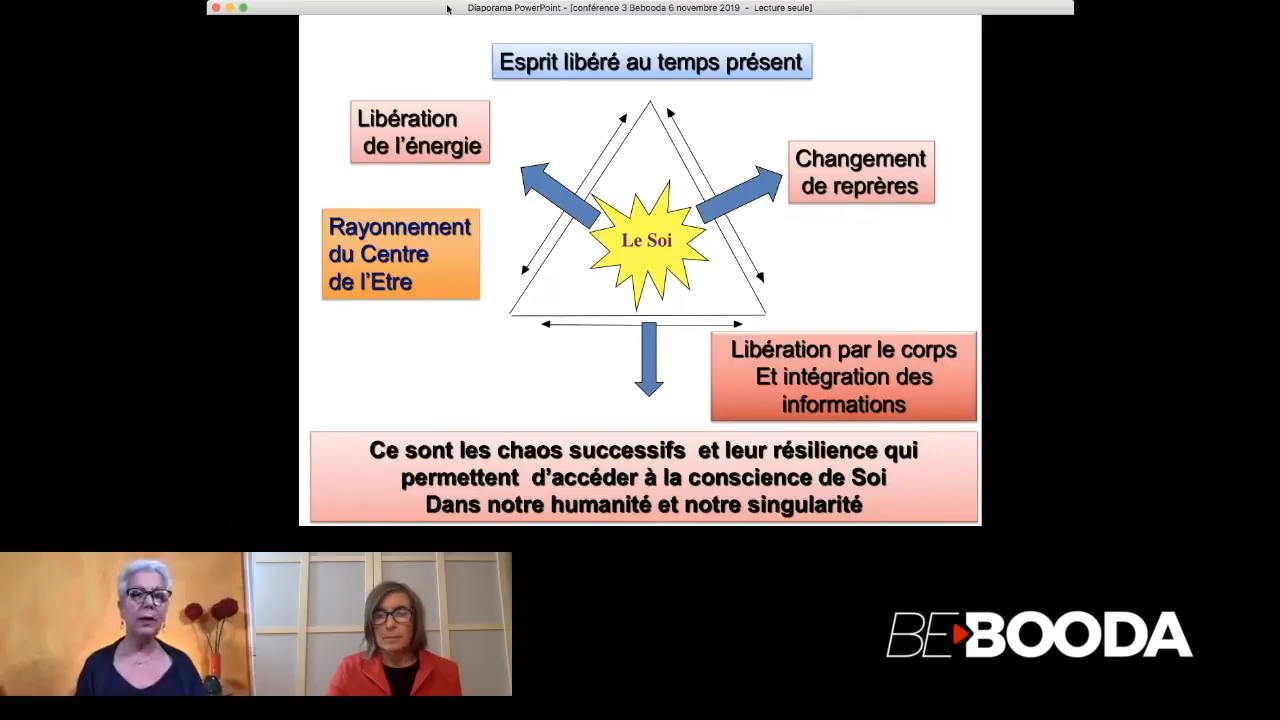 Diaporama PowerPoint - [conférence 3 Bebooda 6 novembre 2019 - Lecture seule]
Esprit libéré au temps présent
Libération
de l'énergie
Changement
de reprères
Rayonnement
du Centre
de l'Etre
Le Soi
Libération par le corps
Et intégration des
informations
Ce sont les chaos successifs et leur résilience qui
permettent d'accéder à la conscience de Soi
Dans notre humanité et notre singularité
BEBOODA